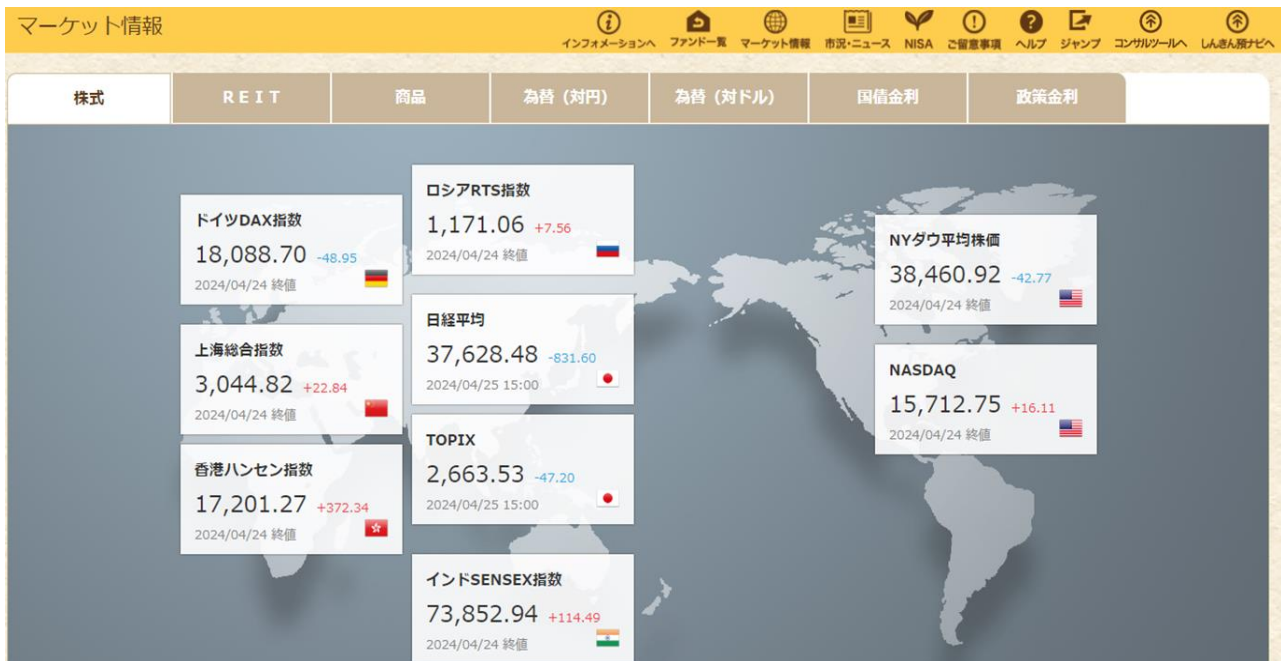 マーケット情報
インフォメーションへ
ファンド一覧
マーケット情報
市況・ニュース
NISA
ご留意事項
ヘルプ
ジャンプ
コンサルツールへ
しんきん預ナビへ
株式
REIT
商品
為替（対円）
為替（対ドル）
国債金利
政策金利
ドイツDAX指数
18,088.70 -48.95
2024/04/24 終値
上海総合指数
3,044.82 +22.84
2024/04/24 終値
香港ハンセン指数
17,201.27 +372.34
2024/04/24 終値
ロシアRTS指数
1,171.06 +7.56
2024/04/24 終値
日経平均
37,628.48 -831.60
2024/04/25 15:00
TOPIX
2,663.53 -47.20
2024/04/25 15:00
インドSENSEX指数
73,852.94 +114.49
2024/04/24 終値
NYダウ平均株価
38,460.92 -42.77
2024/04/24 終値
NASDAQ
15,712.75 +16.11
2024/04/24 終値